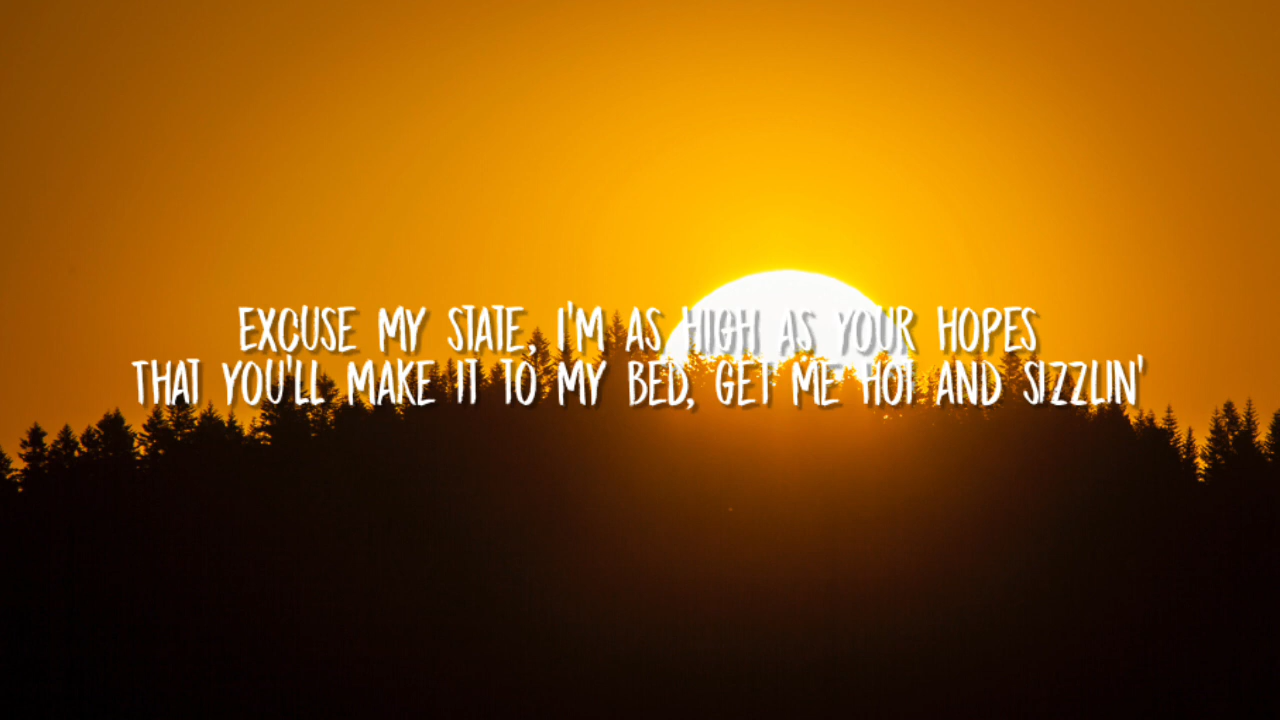 EXCUSE MY STATE, I'M AS HIGH AS YOUR HOPES
THAT YOU'LL MAKE IT TO MY BED, GET ME HOT AND SIZZLIN'